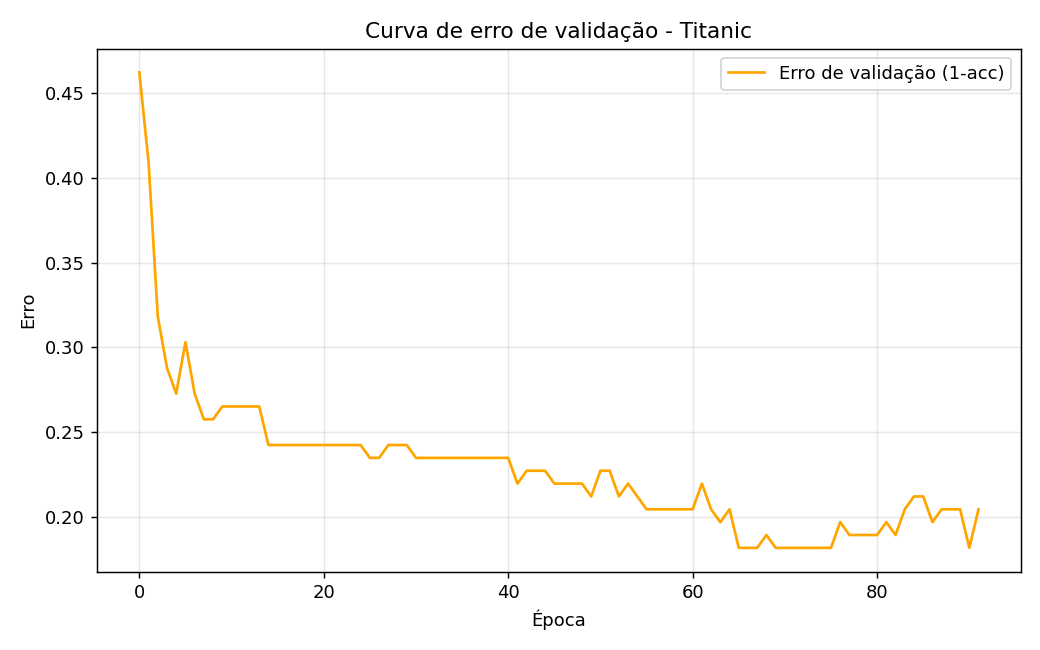 Curva de erro de validação - Titanic
Erro de validação (1-acc)
0.45
0.40
0.35
0.30
0.25
0.20
Erro
0
20
40
60
80
Época